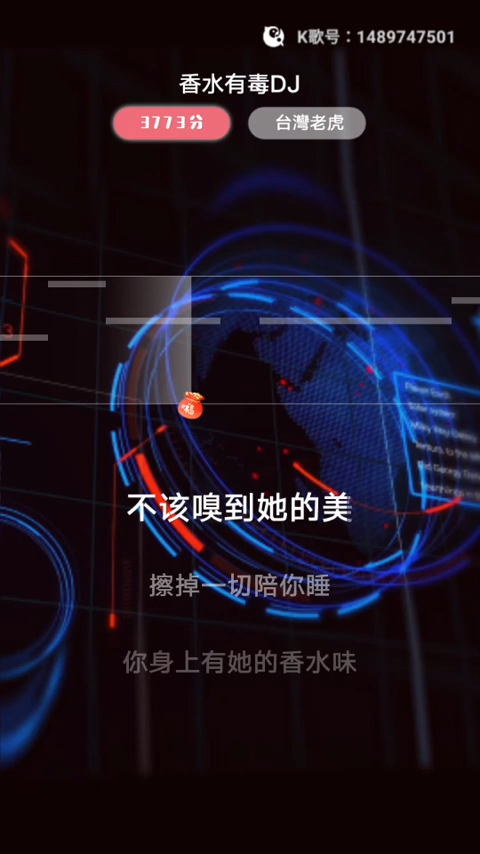 K歌号：1489747501
香水有毒DJ
3773分
台灣老虎
3
不该嗅到她的美
擦掉一切陪你睡
你身上有她的香水味